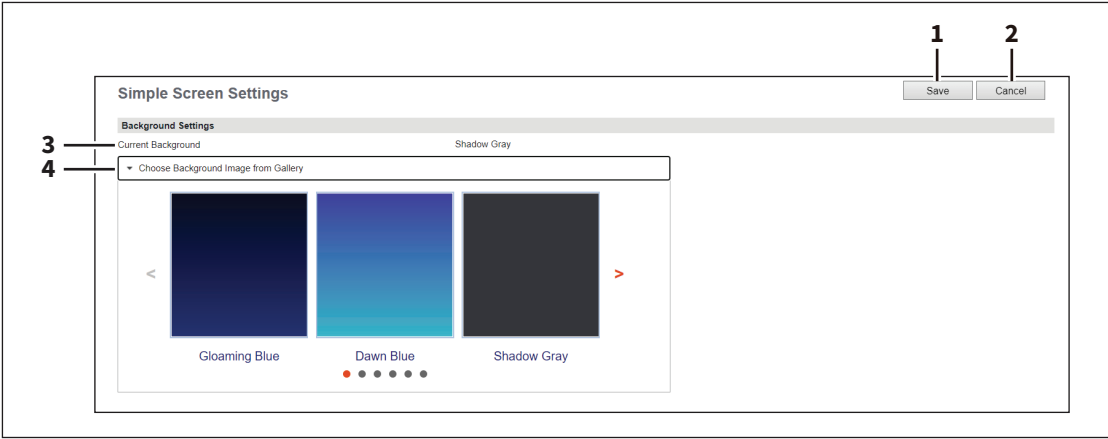 1 2
Simple Screen Settings Save Cancel
Background Settings
3 Current Background Shadow Gray
4 Choose Background Image from Gallery
< >
Gloaming Blue Dawn Blue Shadow Gray